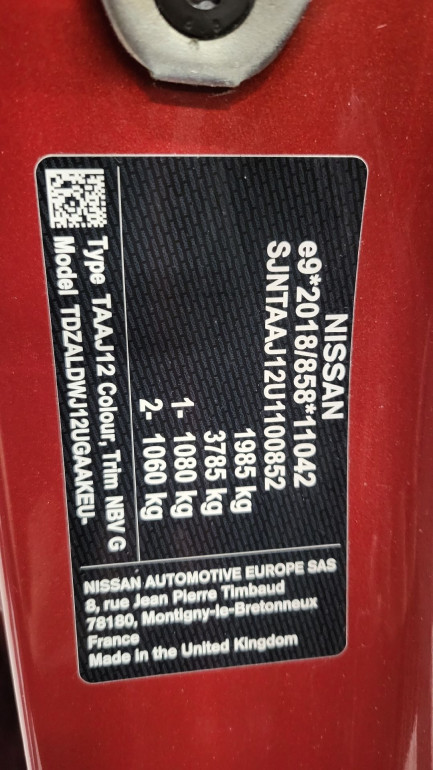 NISSAN
e9*2018/858*11042
SJNTAAJ12U1100852
1985 kg
3785 kg
1- 1080 kg
2- 1060 kg
Type TAAJ12 Colour, Trim NBV G
Model TDZALDWJ12UGAAKEU-
NISSAN AUTOMOTIVE EUROPE SAS
8, rue Jean Pierre Timbaud
78180, Montigny-le-Bretonneux
France
Made in the United Kingdom